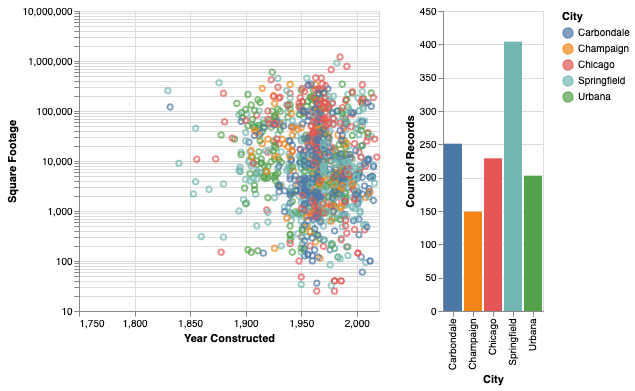 10,000,000
1,000,000
100,000
10,000
1,000
100
10
Square Footage
1,750
1,800
1,850
1,900
1,950
2,000
Year Constructed
450
400
350
300
250
200
150
100
50
0
Count of Records
Carbondale
Champaign
Chicago
Springfield
Urbana
City
City
Carbondale
Champaign
Chicago
Springfield
Urbana